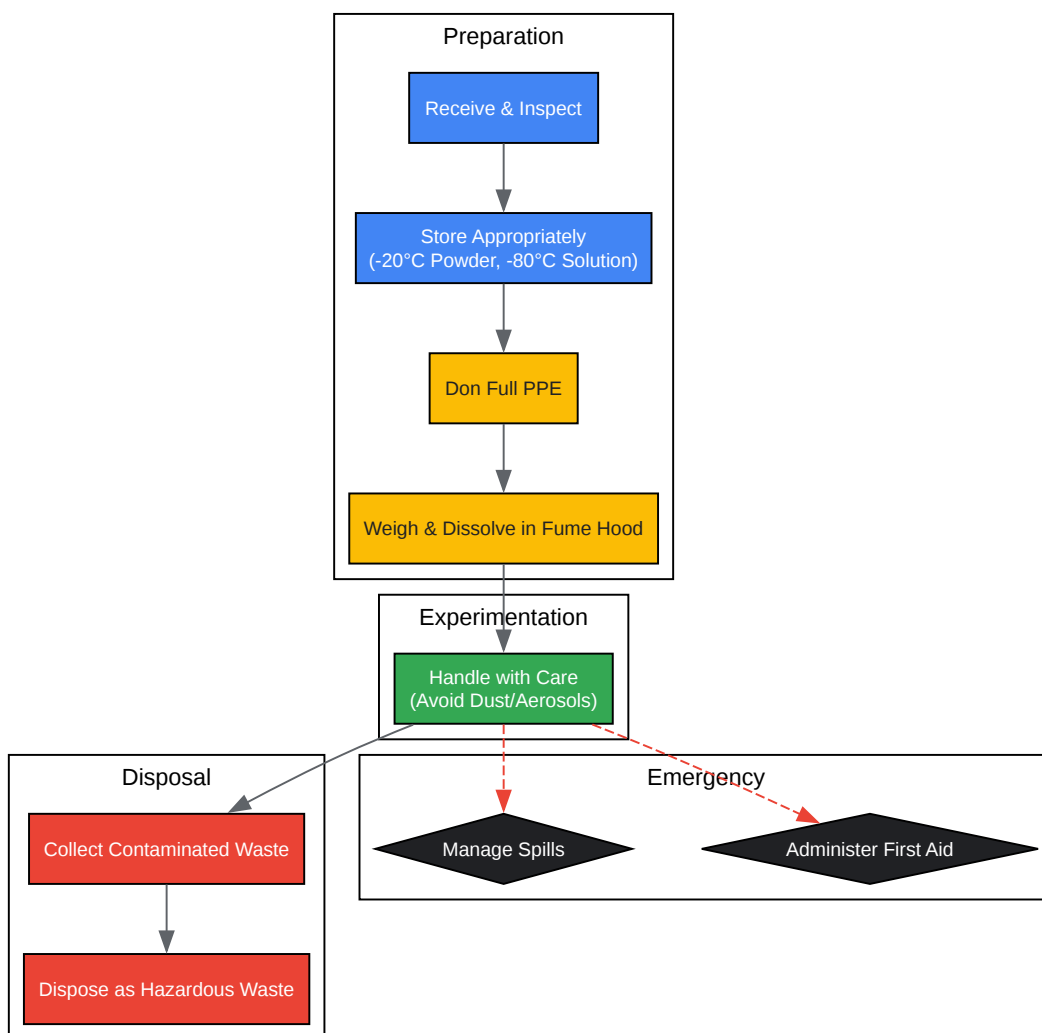 Preparation
Receive & Inspect
Store Appropriately
(-20°C Powder, -80°C Solution)
Don Full PPE
Weigh & Dissolve in Fume Hood
Experimentation
Handle with Care
(Avoid Dust/Aerosols)
Disposal
Collect Contaminated Waste
Dispose as Hazardous Waste
Emergency
Manage Spills
Administer First Aid